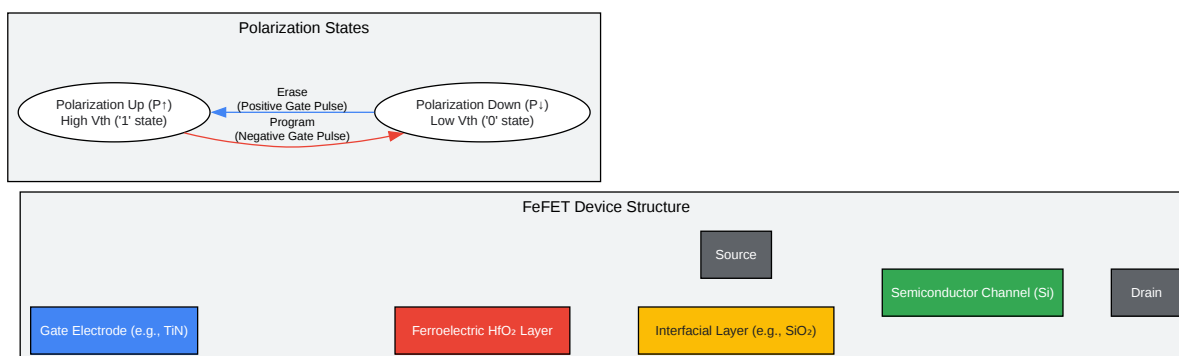 Polarization States
Erase
(Positive Gate Pulse)
Polarization Up (P↑)
High Vth ('1' state)
Polarization Down (P↓)
Low Vth ('0' state)
Program
(Negative Gate Pulse)
FeFET Device Structure
Source
Semiconductor Channel (Si)
Drain
Gate Electrode (e.g., TiN)
Ferroelectric HfO₂ Layer
Interfacial Layer (e.g., SiO₂)